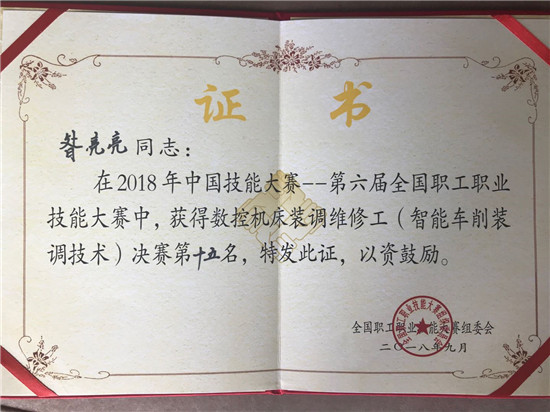 证 书
昝亮亮同志：
在2018年中国技能大赛--第六届全国职工职业
技能大赛中，获得数控机床装调维修工（智能车削装
调技术）决赛第十五名，特发此证，以资鼓励。
全国职工职业技能大赛组委会
二〇一八年九月